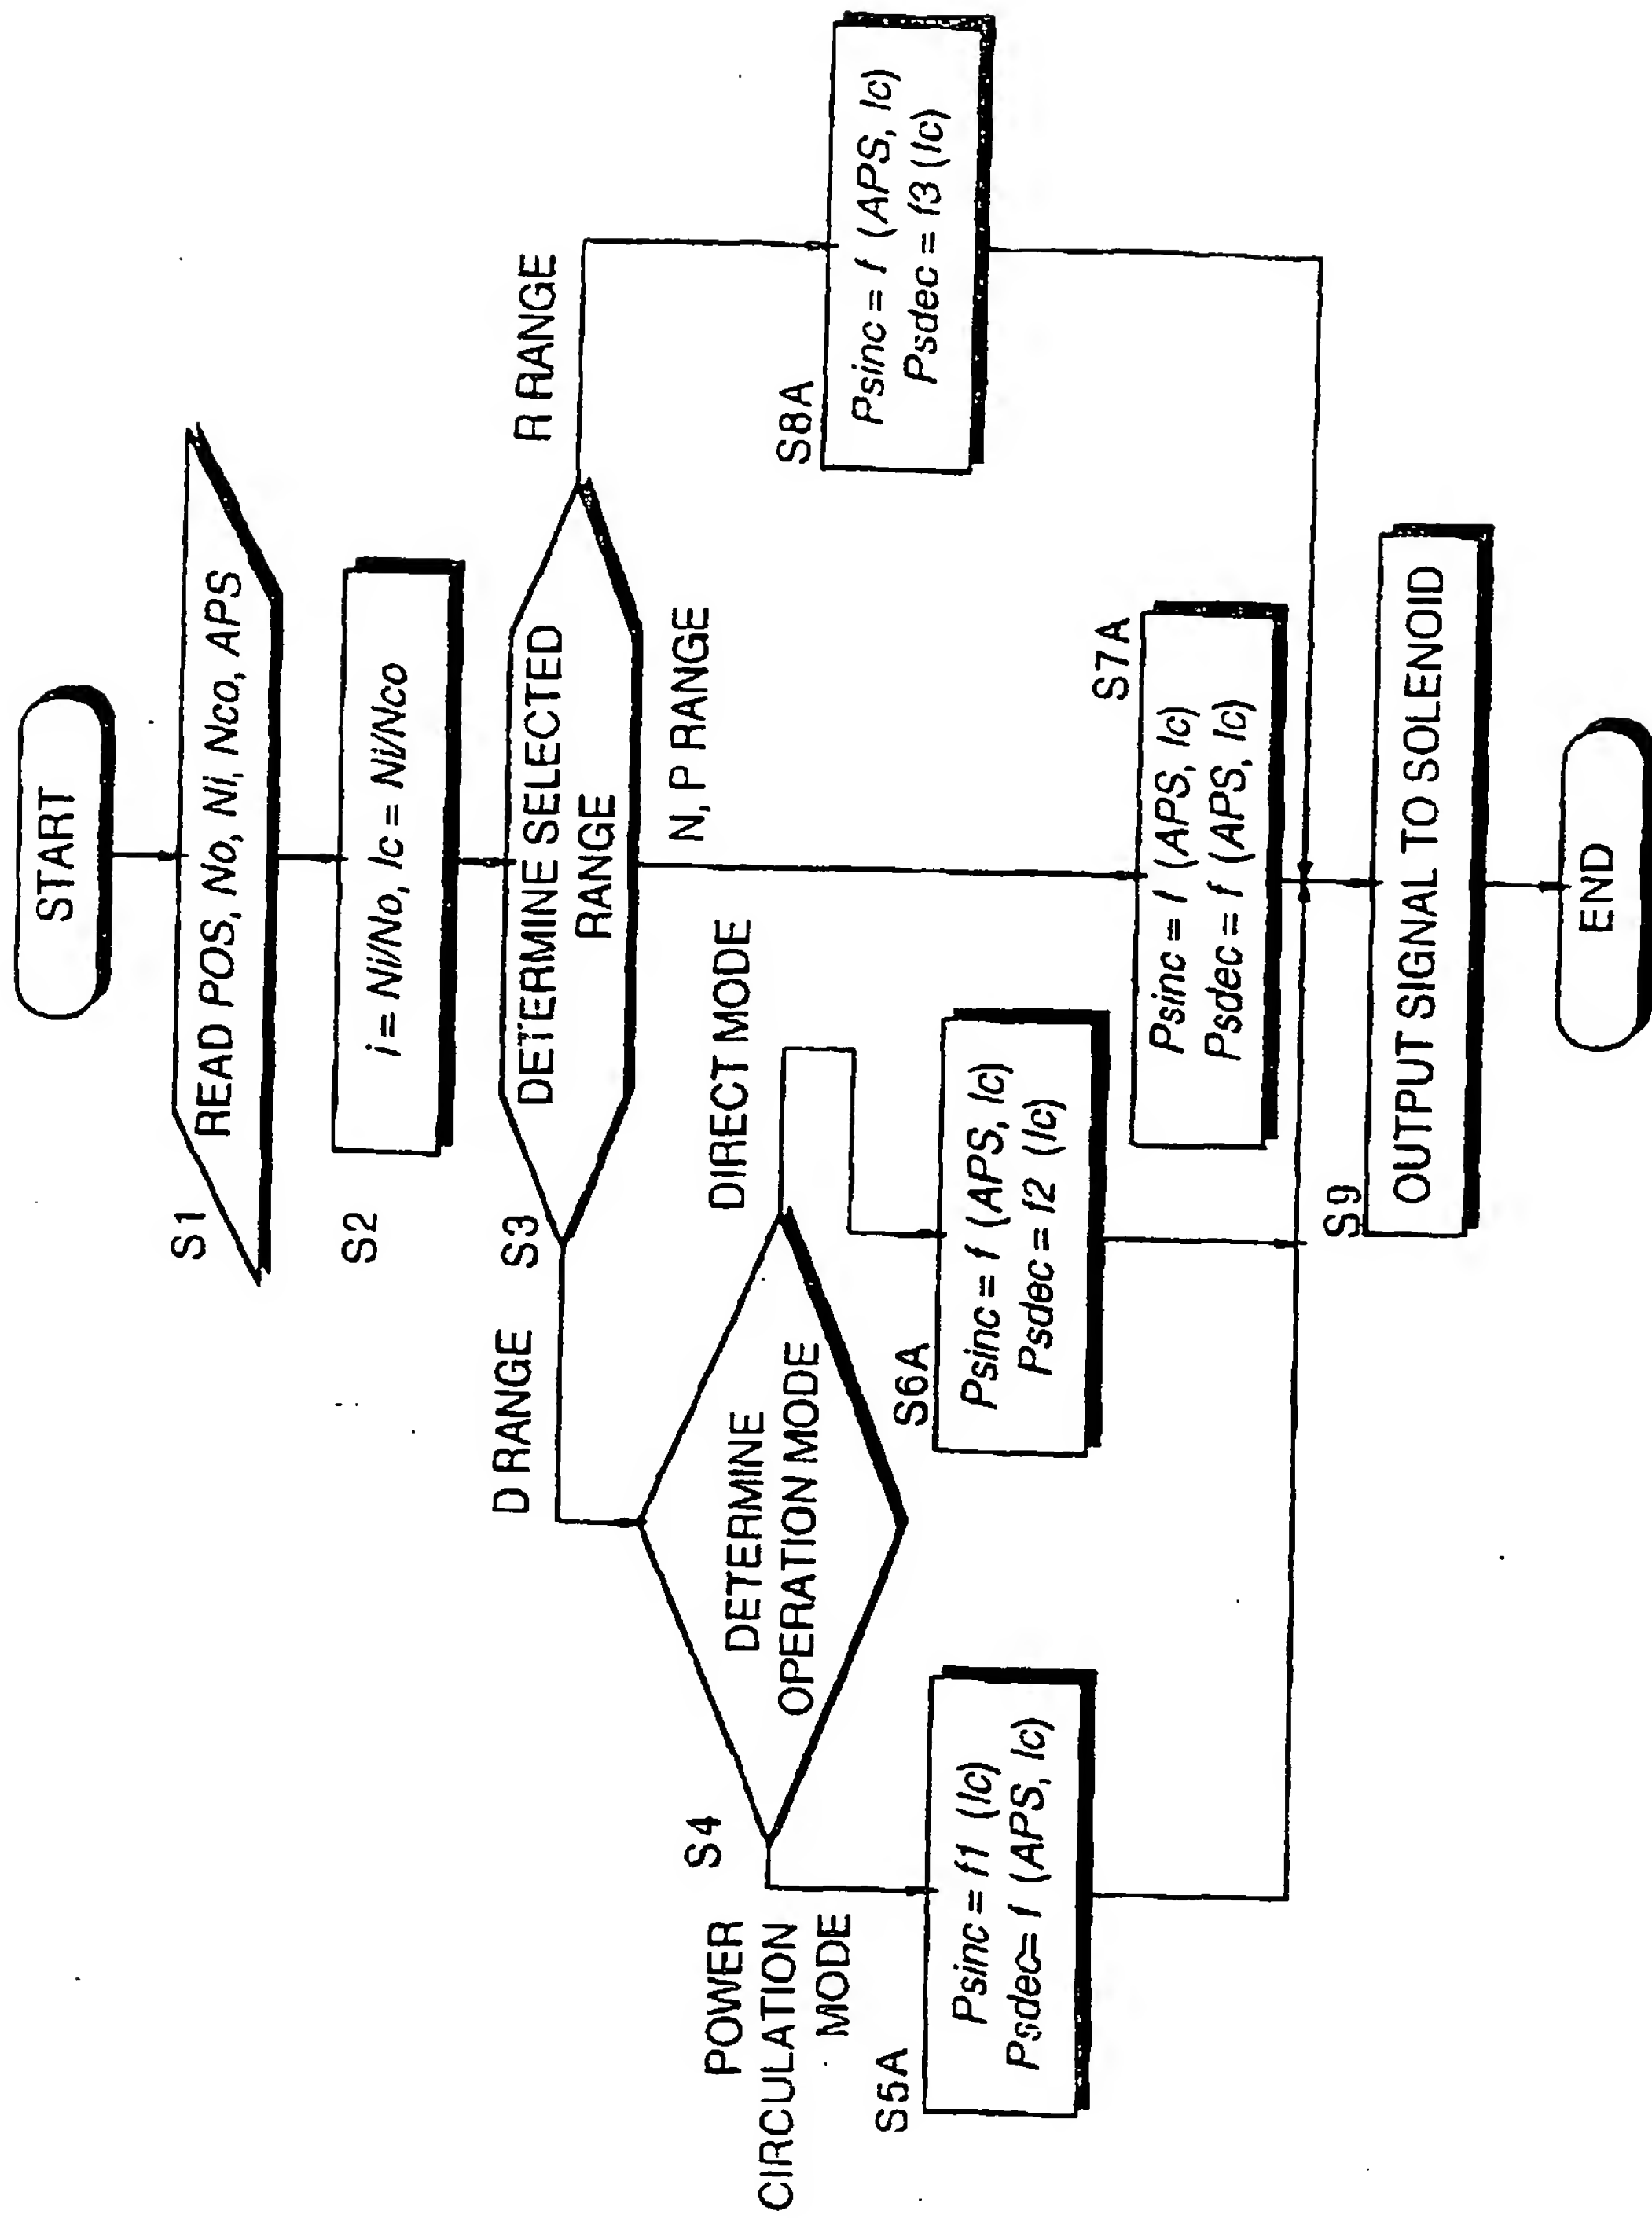 START
S1
READ POS, No, Ni, Nco, APS
S2
i = Ni/No, Ic = Ni/Nco
S3
DETERMINE SELECTED
RANGE
D RANGE
N, P RANGE
R RANGE
S4
DETERMINE
OPERATION MODE
POWER
CIRCULATION
MODE
DIRECT MODE
S5A
Psinc = f1 (Ic)
Psdec= f (APS, Ic)
S6A
Psinc = f (APS, Ic)
Psdec = f2 (Ic)
S7A
Psinc = f (APS, Ic)
Psdec = f (APS, Ic)
S8A
Psinc = f (APS, Ic)
Psdec = f3 (Ic)
S9
OUTPUT SIGNAL TO SOLENOID
END